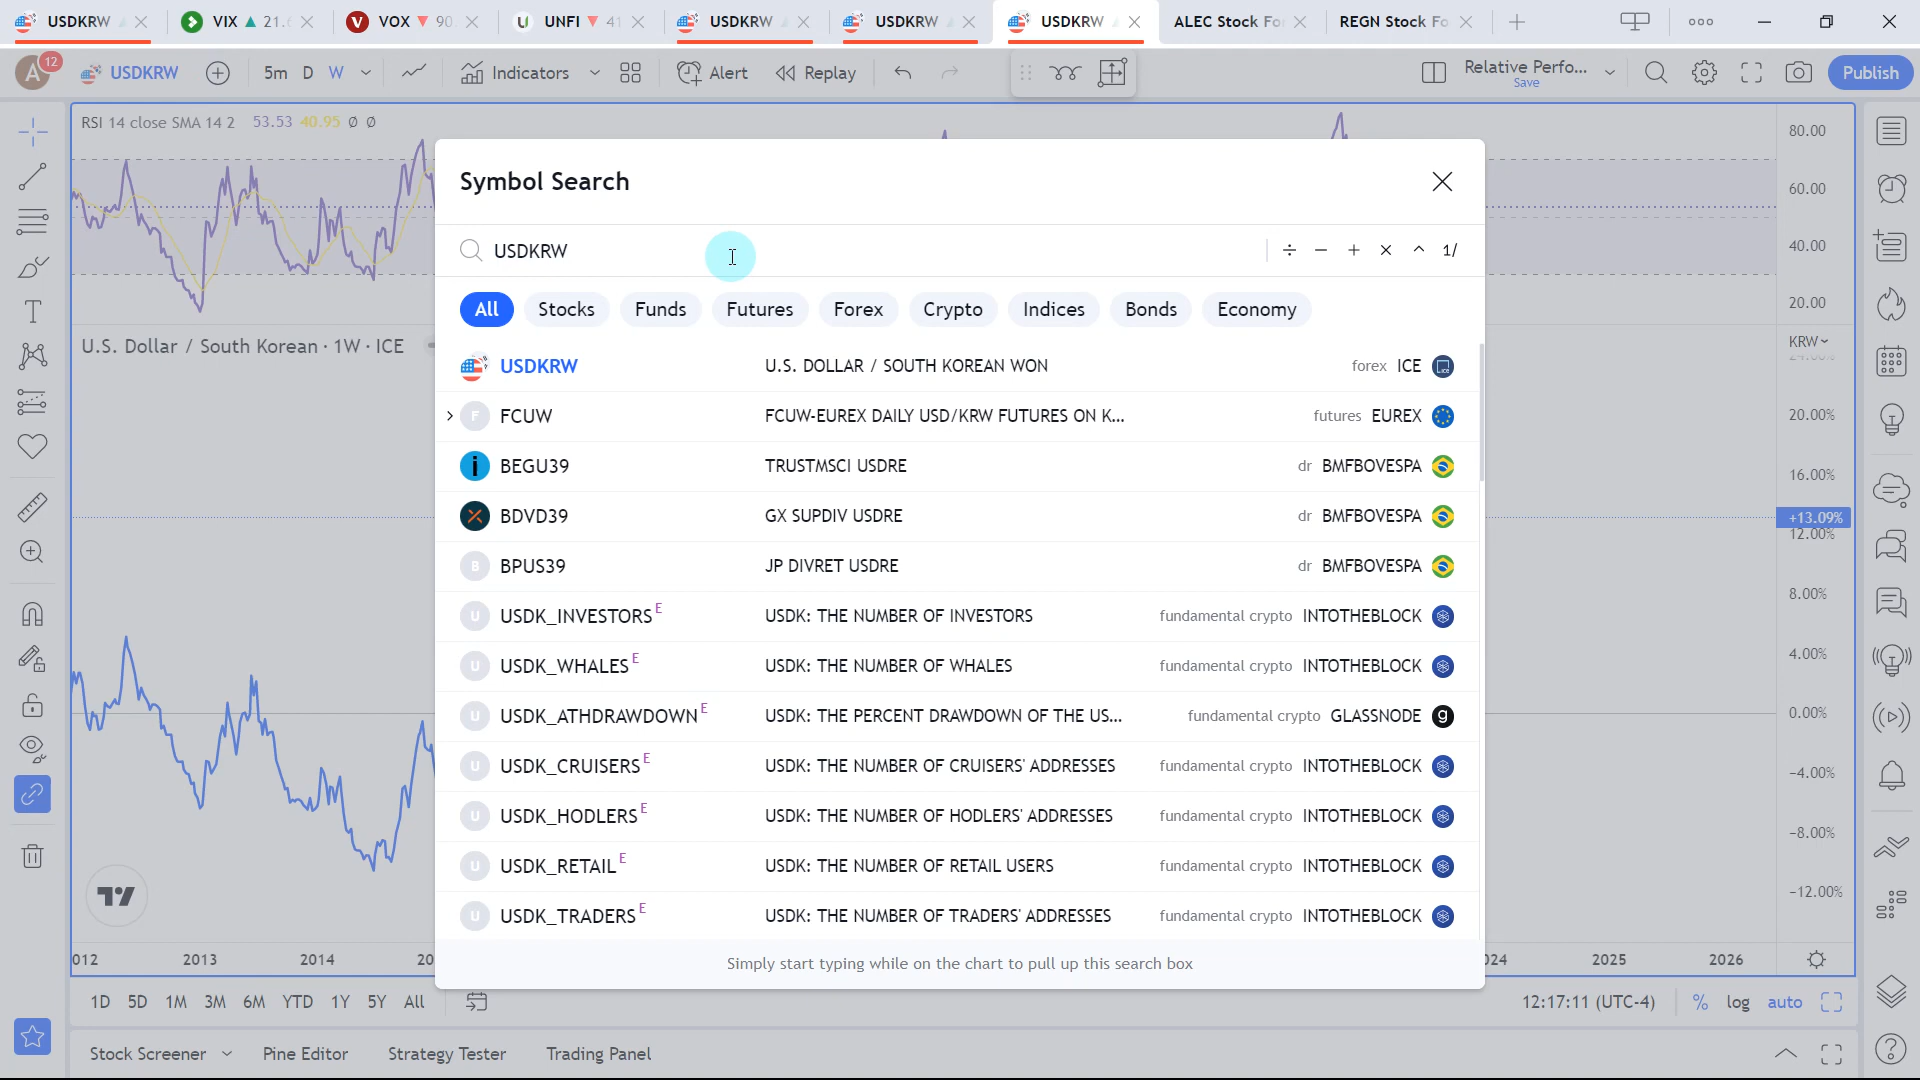 USDKRW VIX ▲ 21. VOX ▼ 90. UNFI ▼ 41 USDKRW USDKRW USDKRW ALEC Stock Fo REGN Stock Fo
A 12 USDKRW 5m D W Indicators Alert Replay Relative Perfo... Save Publish
RSI 14 close SMA 14 2 53.53 40.95 Ø Ø
80.00
60.00
40.00
20.00
Symbol Search
USDKRW ÷ − + × ^ 1/
All Stocks Funds Futures Forex Crypto Indices Bonds Economy
U.S. Dollar / South Korean · 1W · ICE
KRW
USDKRW U.S. DOLLAR / SOUTH KOREAN WON forex ICE
F FCUW FCUW-EUREX DAILY USD/KRW FUTURES ON K... futures EUREX
BEGU39 TRUSTMSCI USDRE dr BMFBOVESPA
BDVD39 GX SUPDIV USDRE dr BMFBOVESPA
B BPUS39 JP DIVRET USDRE dr BMFBOVESPA
U USDK_INVESTORS E USDK: THE NUMBER OF INVESTORS fundamental crypto INTOTHEBLOCK
U USDK_WHALES E USDK: THE NUMBER OF WHALES fundamental crypto INTOTHEBLOCK
U USDK_ATHDRAWDOWN E USDK: THE PERCENT DRAWDOWN OF THE US... fundamental crypto GLASSNODE
U USDK_CRUISERS E USDK: THE NUMBER OF CRUISERS' ADDRESSES fundamental crypto INTOTHEBLOCK
U USDK_HODLERS E USDK: THE NUMBER OF HODLERS' ADDRESSES fundamental crypto INTOTHEBLOCK
U USDK_RETAIL E USDK: THE NUMBER OF RETAIL USERS fundamental crypto INTOTHEBLOCK
U USDK_TRADERS E USDK: THE NUMBER OF TRADERS' ADDRESSES fundamental crypto INTOTHEBLOCK
Simply start typing while on the chart to pull up this search box
24.00%
20.00%
16.00%
+13.09%
12.00%
8.00%
4.00%
0.00%
−4.00%
−8.00%
−12.00%
012 2013 2014 20 24 2025 2026
1D 5D 1M 3M 6M YTD 1Y 5Y All 12:17:11 (UTC-4) % log auto
Stock Screener Pine Editor Strategy Tester Trading Panel